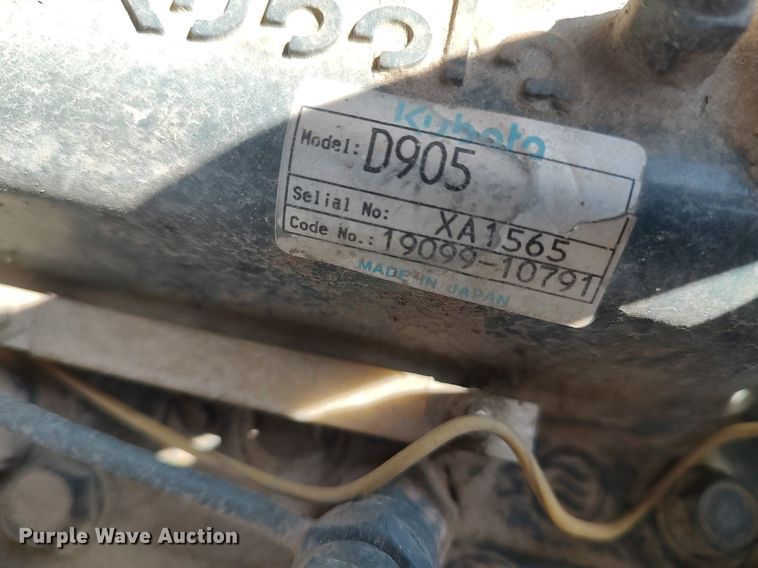 Kubota
Model: D905
Selial No: XA1565
Code No.: 19099-10791
MADE IN JAPAN
Purple Wave Auction